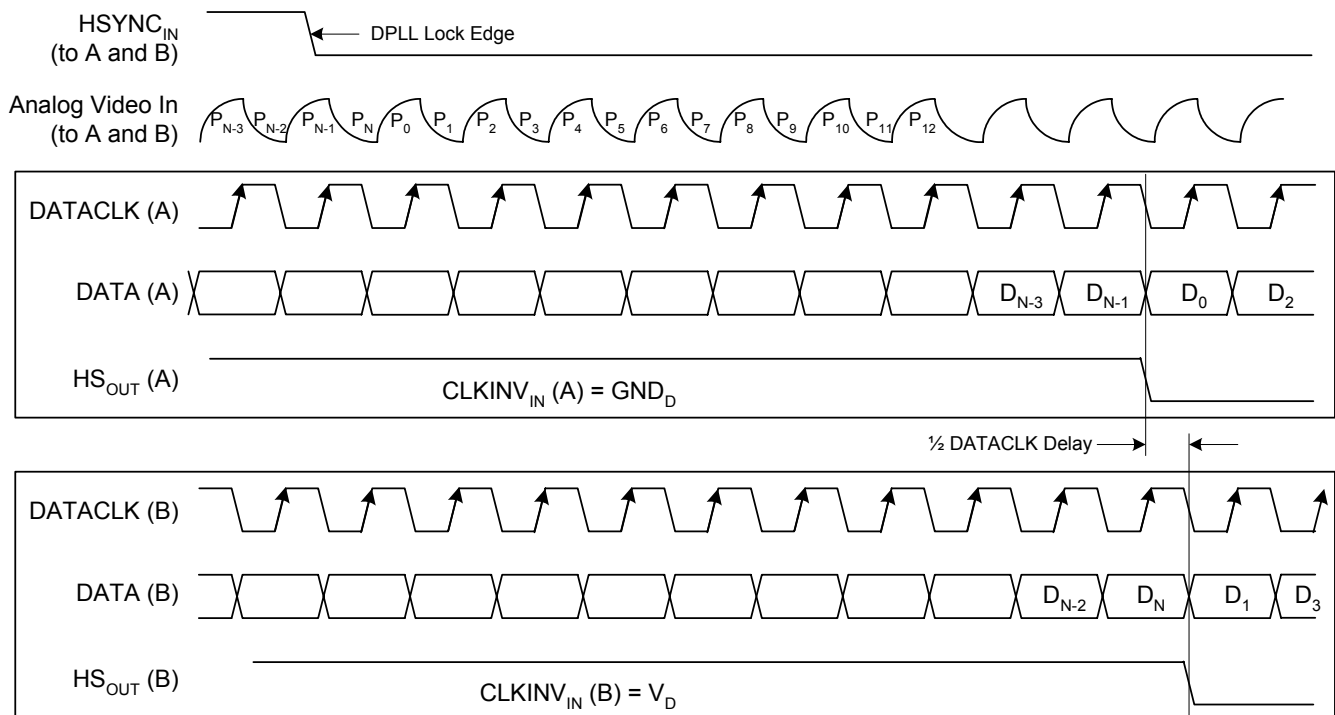 HSYNC_IN
(to A and B)
DPLL Lock Edge
Analog Video In
(to A and B)
P_N-3 P_N-2 P_N-1 P_N P_0 P_1 P_2 P_3 P_4 P_5 P_6 P_7 P_8 P_9 P_10 P_11 P_12
DATACLK (A)
DATA (A)
D_N-3 D_N-1 D_0 D_2
HS_OUT (A)
CLKINV_IN (A) = GND_D
½ DATACLK Delay
DATACLK (B)
DATA (B)
D_N-2 D_N D_1 D_3
HS_OUT (B)
CLKINV_IN (B) = V_D